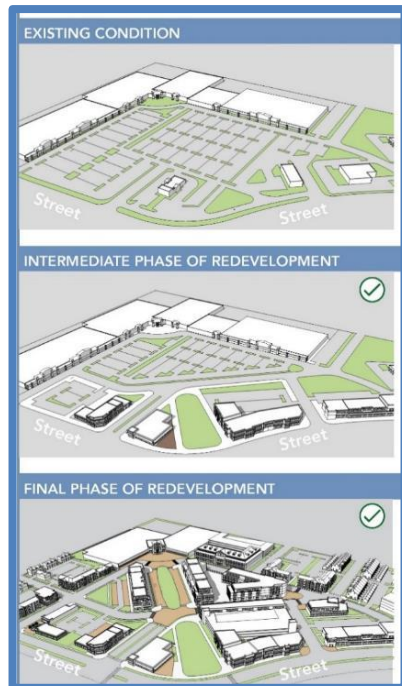 EXISTING CONDITION
Street
Street
INTERMEDIATE PHASE OF REDEVELOPMENT
Street
Street
FINAL PHASE OF REDEVELOPMENT
Street
Street